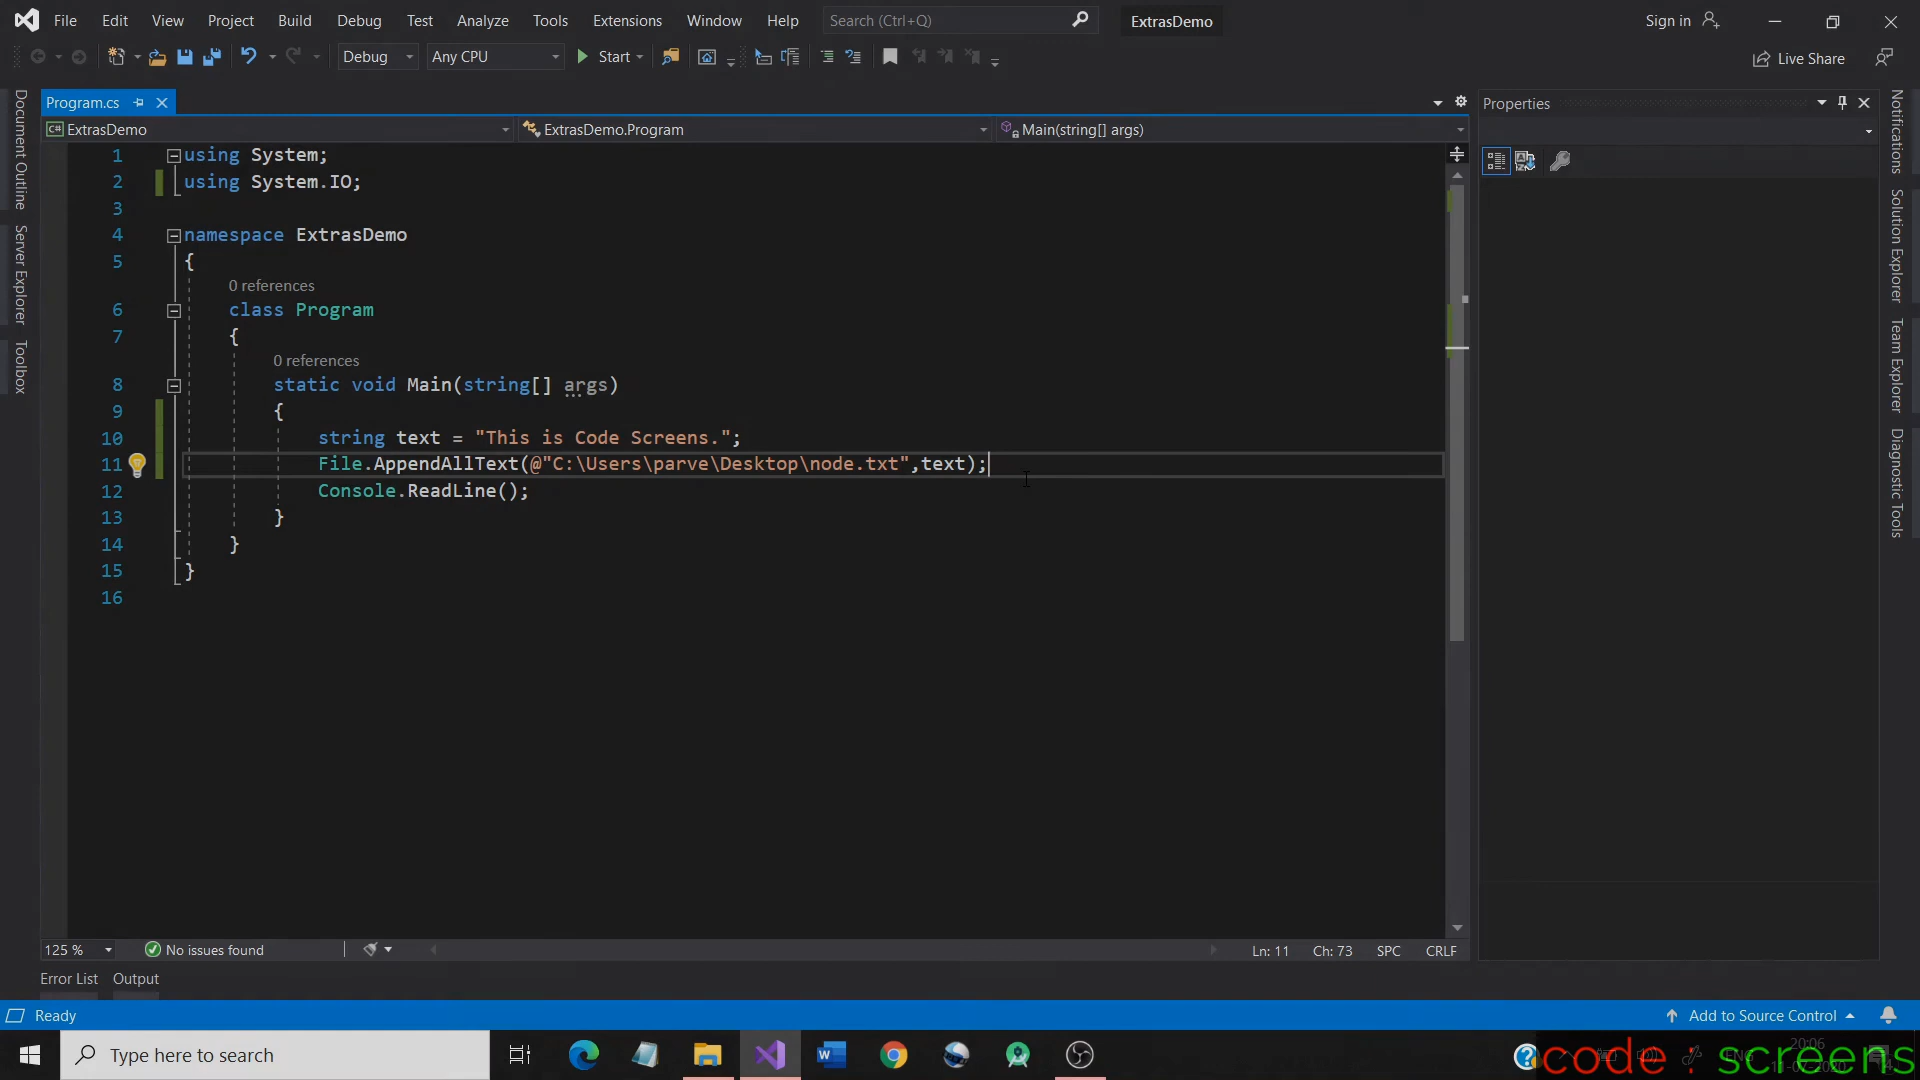 File Edit View Project Build Debug Test Analyze Tools Extensions Window Help Search (Ctrl+Q) ExtrasDemo Sign in
Debug Any CPU Start Live Share
Program.cs
Properties
ExtrasDemo ExtrasDemo.Program Main(string[] args)
Document Outline
Server Explorer
Toolbox
1 using System;
2 using System.IO;
3
4 namespace ExtrasDemo
5 {
0 references
6 class Program
7 {
0 references
8 static void Main(string[] args)
9 {
10 string text = "This is Code Screens.";
11 File.AppendAllText(@"C:\Users\parve\Desktop\node.txt",text);
12 Console.ReadLine();
13 }
14 }
15 }
16
Notifications
Solution Explorer
Team Explorer
Diagnostic Tools
125 % No issues found Ln: 11 Ch: 73 SPC CRLF
Error List Output
Ready Add to Source Control
Type here to search
20:06
ENG
code : screens